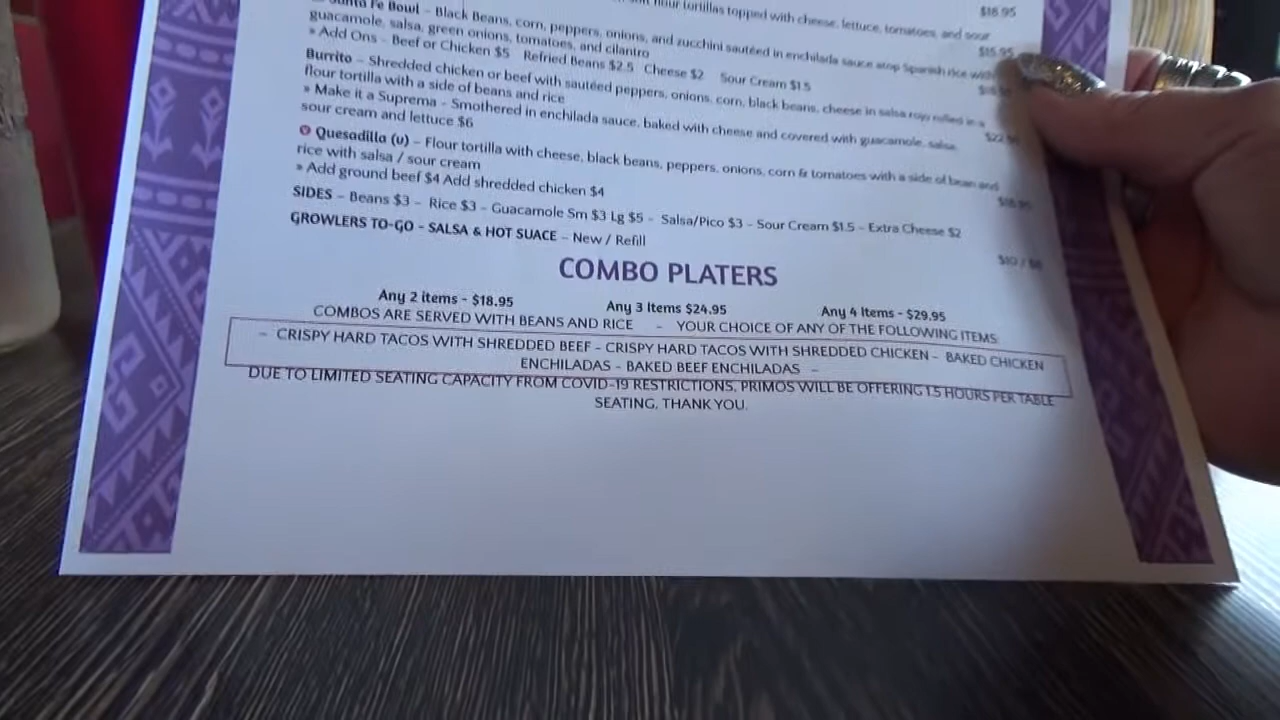 flour tortillas topped with cheese, lettuce, tomatoes, and sour
$18.95
Santa Fe Bowl – Black Beans, corn, peppers, onions, and zucchini sautéed in enchilada sauce atop Spanish rice with
guacamole, salsa, green onions, tomatoes, and cilantro
$15.95
» Add Ons – Beef or Chicken $5 Refried Beans $2.5 Cheese $2 Sour Cream $1.5
Burrito – Shredded chicken or beef with sautéed peppers, onions, corn, black beans, cheese in salsa roja rolled in a
flour tortilla with a side of beans and rice
» Make it a Suprema – Smothered in enchilada sauce, baked with cheese and covered with guacamole, salsa,
sour cream and lettuce $6
Quesadilla (v) – Flour tortilla with cheese, black beans, peppers, onions, corn & tomatoes with a side of bean and
rice with salsa / sour cream
$18.95
» Add ground beef $4 Add shredded chicken $4
SIDES – Beans $3 – Rice $3 – Guacamole Sm $3 Lg $5 – Salsa/Pico $3 – Sour Cream $1.5 – Extra Cheese $2
GROWLERS TO-GO – SALSA & HOT SUACE – New / Refill
COMBO PLATERS
Any 2 items - $18.95 Any 3 Items $24.95 Any 4 Items - $29.95
COMBOS ARE SERVED WITH BEANS AND RICE – YOUR CHOICE OF ANY OF THE FOLLOWING ITEMS:
– CRISPY HARD TACOS WITH SHREDDED BEEF – CRISPY HARD TACOS WITH SHREDDED CHICKEN – BAKED CHICKEN
ENCHILADAS – BAKED BEEF ENCHILADAS –
DUE TO LIMITED SEATING CAPACITY FROM COVID-19 RESTRICTIONS, PRIMOS WILL BE OFFERING 1.5 HOURS PER TABLE
SEATING, THANK YOU.